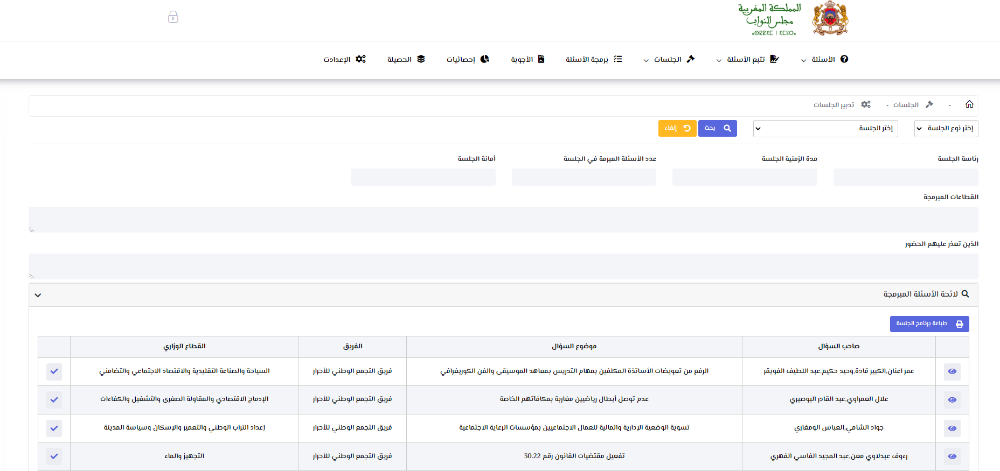 المملكة المغربية
مجلس النواب
0
الأسئلة
تتبع الأسئلة
الجلسات
برمجة الأسئلة
الأجوبة
إحصائيات
الحصيلة
الإعدادت
- الجلسات - تدبير الجلسات
إختر نوع الجلسة
إختر الجلسة
بحث
إلغاء
رئاسة الجلسة
مدة الزمنية الجلسة
عدد الأسئلة المبرمة في الجلسة
أمانة الجلسة
القطاعات المبرمجة
الذين تعذر عليهم الحضور
لائحة الأسئلة المبرمجة
طباعة برنامج الجلسة
صاحب السؤال موضوع السؤال الفريق القطاع الوزاري
عمر اعنان,الكبير قادة,وحيد حكيم,عبد اللطيف الفويقر الرفع من تعويضات الأساتذة المكلفين بمهام التدريس بمعاهد الموسيقى والفن الكوريغرافي فريق التجمع الوطني للأحرار السياحة والصناعة التقليدية والاقتصاد الاجتماعي والتضامني
علال العمراوي,عبد القادر البوصيري عدم توصل أبطال رياضيين مغاربة بمكافآتهم الخاصة فريق التجمع الوطني للأحرار الإدماج الاقتصادي والمقاولة الصغرى والتشغيل والكفاءات
جواد الشامي,العباس الومغاري تسوية الوضعية الإدارية والمالية للعمال الاجتماعيين بمؤسسات الرعاية الاجتماعية فريق التجمع الوطني للأحرار إعداد التراب الوطني والتعمير والإسكان وسياسة المدينة
رءوف عبدلاوي معن,عبد المجيد الفاسي الفهري تفعيل مقتضيات القانون رقم 30.22 فريق التجمع الوطني للأحرار التجهيز والماء